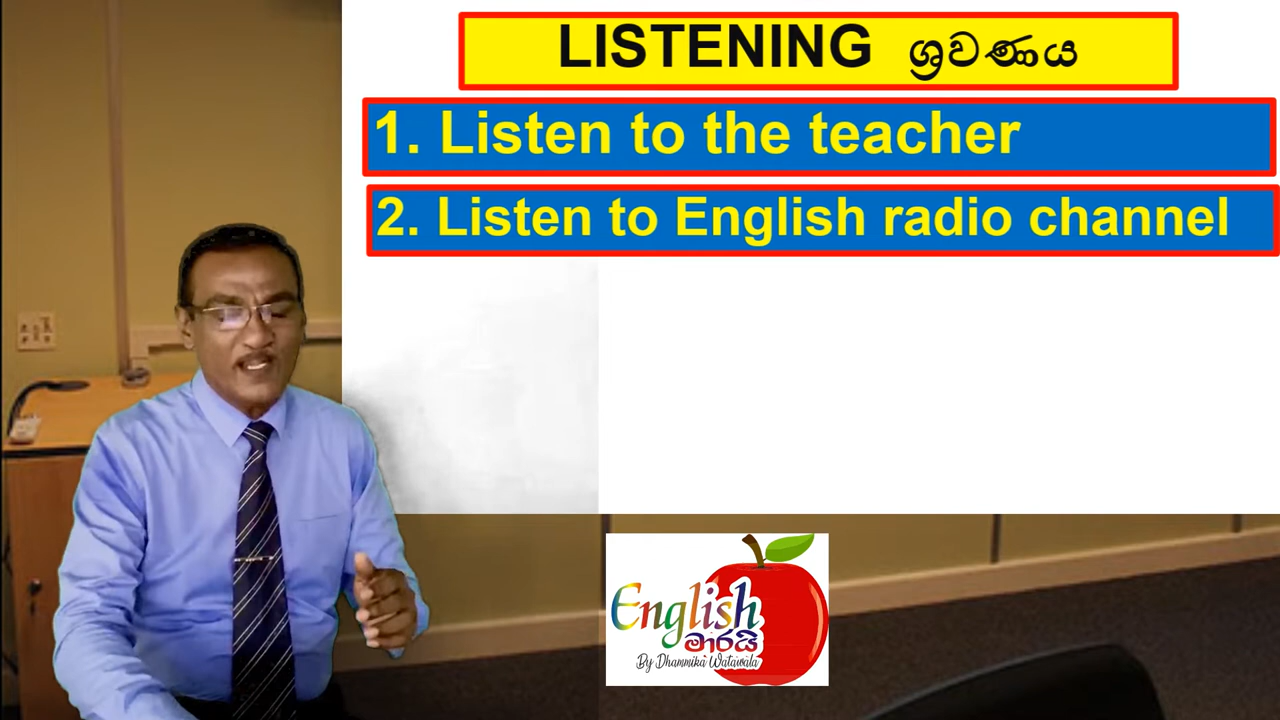 LISTENING ශ්‍රවණය
1. Listen to the teacher
2. Listen to English radio channel
English
මාරයි
By Dhammika Watawala